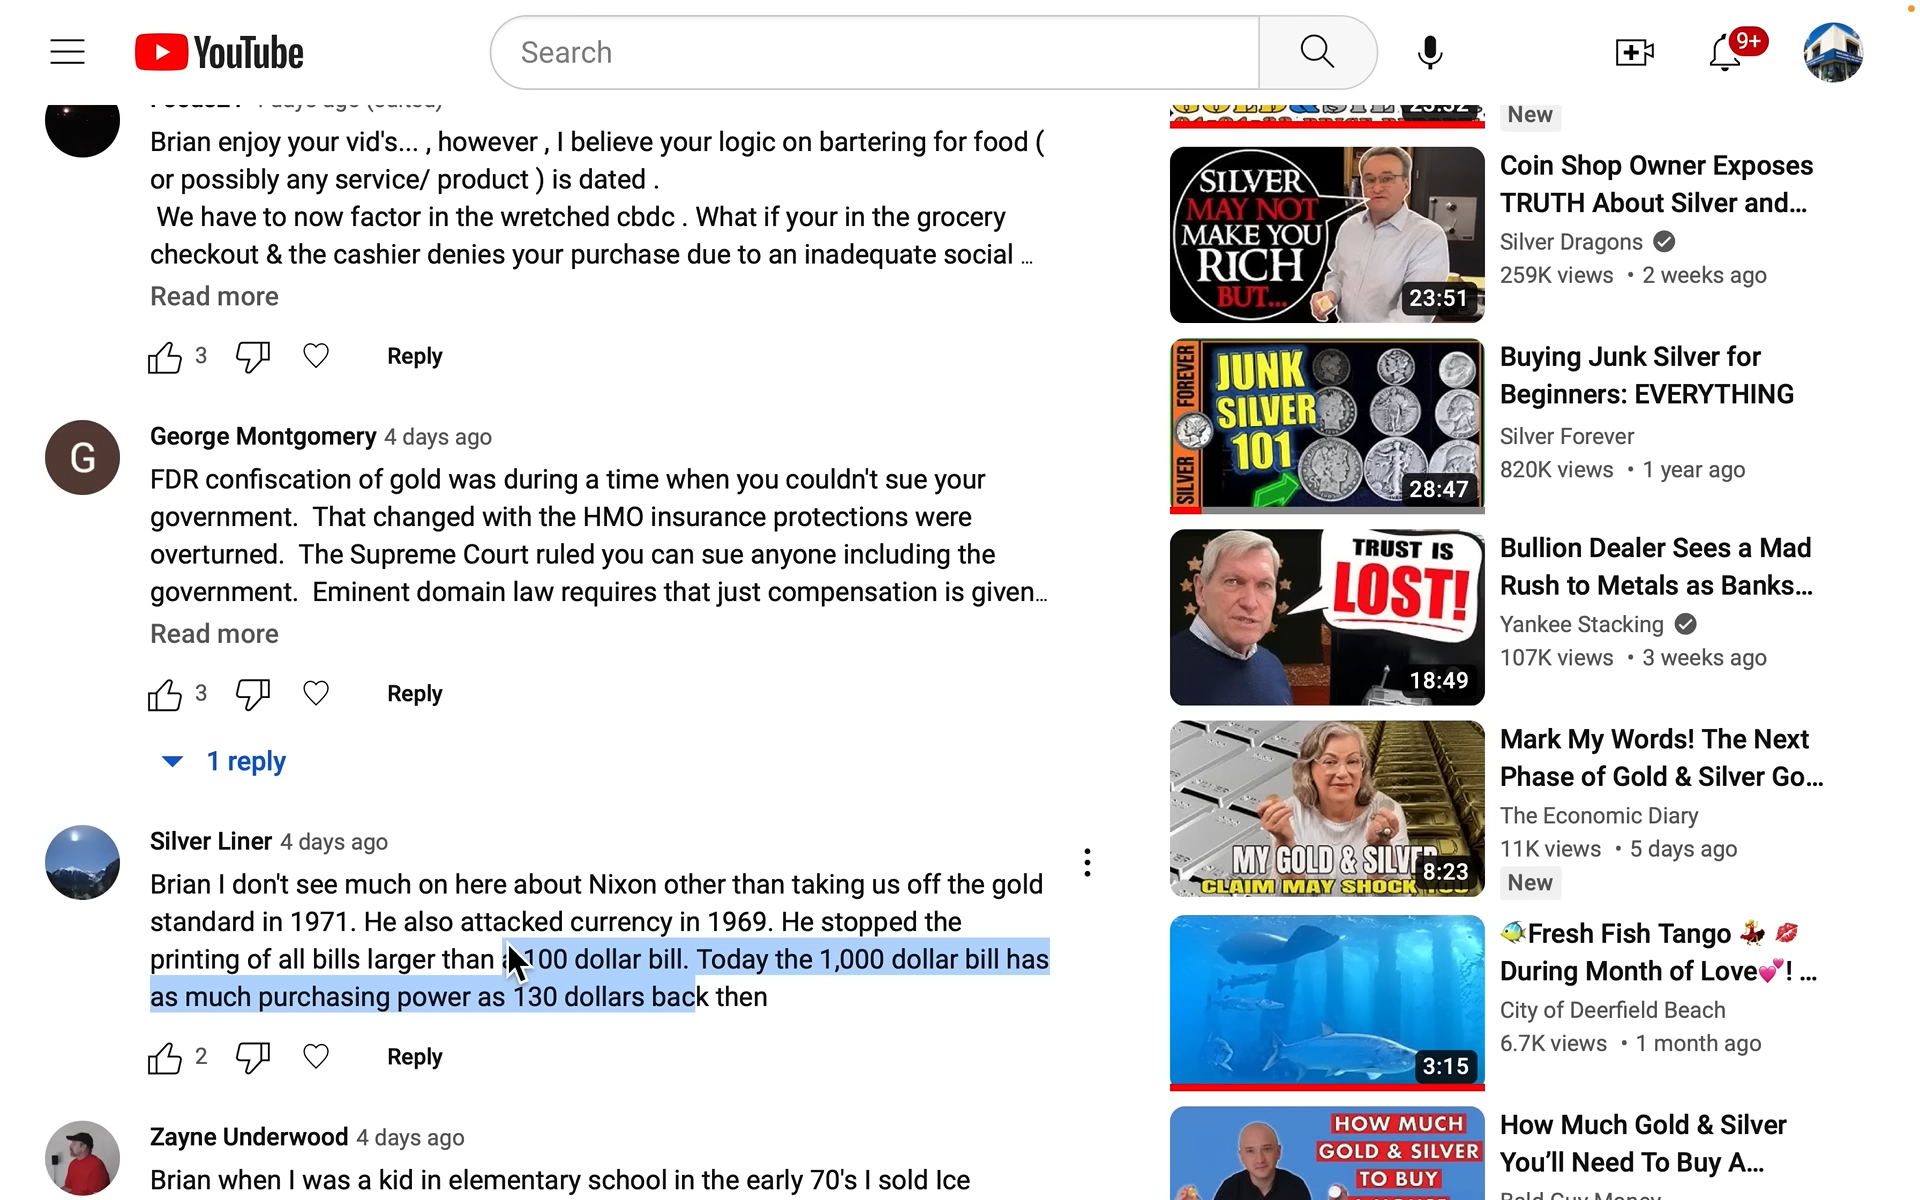 YouTube
Search
9+
4 days ago (edited)
Brian enjoy your vid's... , however , I believe your logic on bartering for food (
or possibly any service/ product ) is dated .
We have to now factor in the wretched cbdc . What if your in the grocery
checkout & the cashier denies your purchase due to an inadequate social ...
Read more
3
Reply
George Montgomery 4 days ago
G
FDR confiscation of gold was during a time when you couldn't sue your
government.  That changed with the HMO insurance protections were
overturned.  The Supreme Court ruled you can sue anyone including the
government.  Eminent domain law requires that just compensation is given...
Read more
3
Reply
1 reply
Silver Liner 4 days ago
Brian I don't see much on here about Nixon other than taking us off the gold
standard in 1971. He also attacked currency in 1969. He stopped the
printing of all bills larger than a 100 dollar bill. Today the 1,000 dollar bill has
as much purchasing power as 130 dollars back then
2
Reply
Zayne Underwood 4 days ago
Brian when I was a kid in elementary school in the early 70's I sold Ice
23:32
New
SILVER
MAY NOT
MAKE YOU
RICH
BUT...
23:51
Coin Shop Owner Exposes
TRUTH About Silver and...
Silver Dragons
259K views • 2 weeks ago
SILVER FOREVER
JUNK
SILVER
101
28:47
Buying Junk Silver for
Beginners: EVERYTHING
Silver Forever
820K views • 1 year ago
TRUST IS
LOST!
18:49
Bullion Dealer Sees a Mad
Rush to Metals as Banks...
Yankee Stacking
107K views • 3 weeks ago
MY GOLD & SILVER
CLAIM MAY SHOCK YOU
8:23
Mark My Words! The Next
Phase of Gold & Silver Go...
The Economic Diary
11K views • 5 days ago
New
3:15
🐠Fresh Fish Tango 💃 💋
During Month of Love💕! ...
City of Deerfield Beach
6.7K views • 1 month ago
HOW MUCH
GOLD & SILVER
TO BUY
How Much Gold & Silver
You'll Need To Buy A...
Bald Guy Money